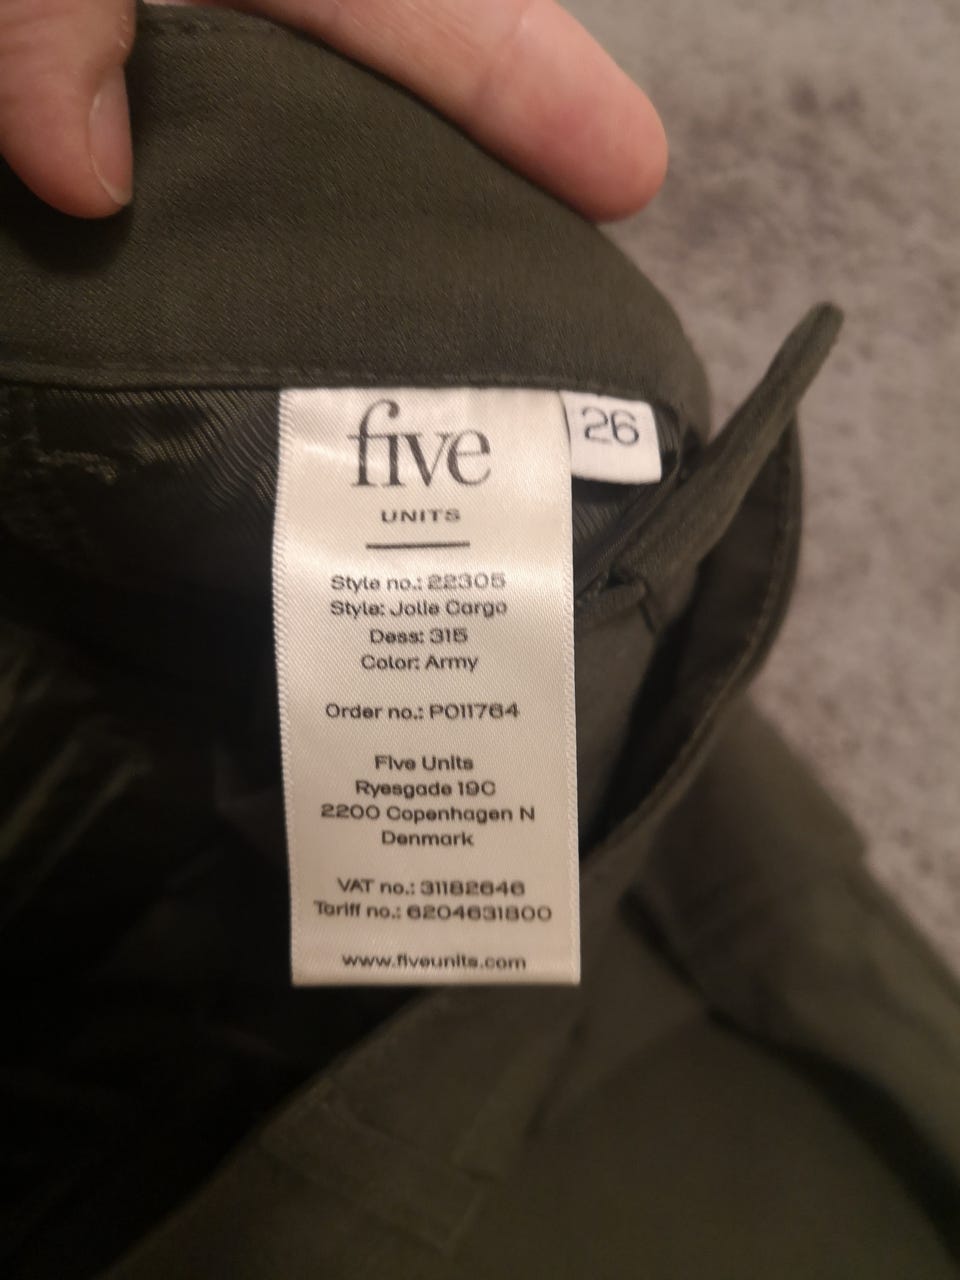 five
UNITS
26
Style no.: 22305
Style: Jolie Cargo
Dess: 315
Color: Army
Order no.: PO11764
Five Units
Ryesgade 19C
2200 Copenhagen N
Denmark
VAT no.: 31182646
Tariff no.: 6204631800
www.fiveunits.com